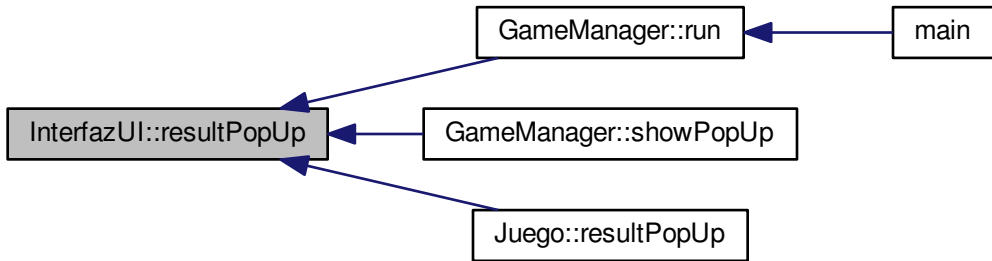 GameManager::run
main
InterfazUI::resultPopUp
GameManager::showPopUp
Juego::resultPopUp